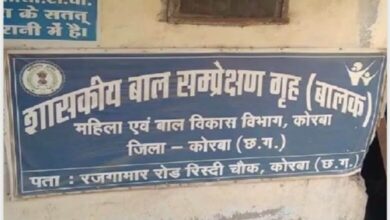 के सतत्
रानी में है।
शासकीय बाल सम्प्रेक्षण गृह (बालक)
महिला एवं बाल विकास विभाग, कोरबा
जिला – कोरबा (छ.ग.)
पता : रजगामार रोड रिस्दी चौक, कोरबा (छ.ग.)